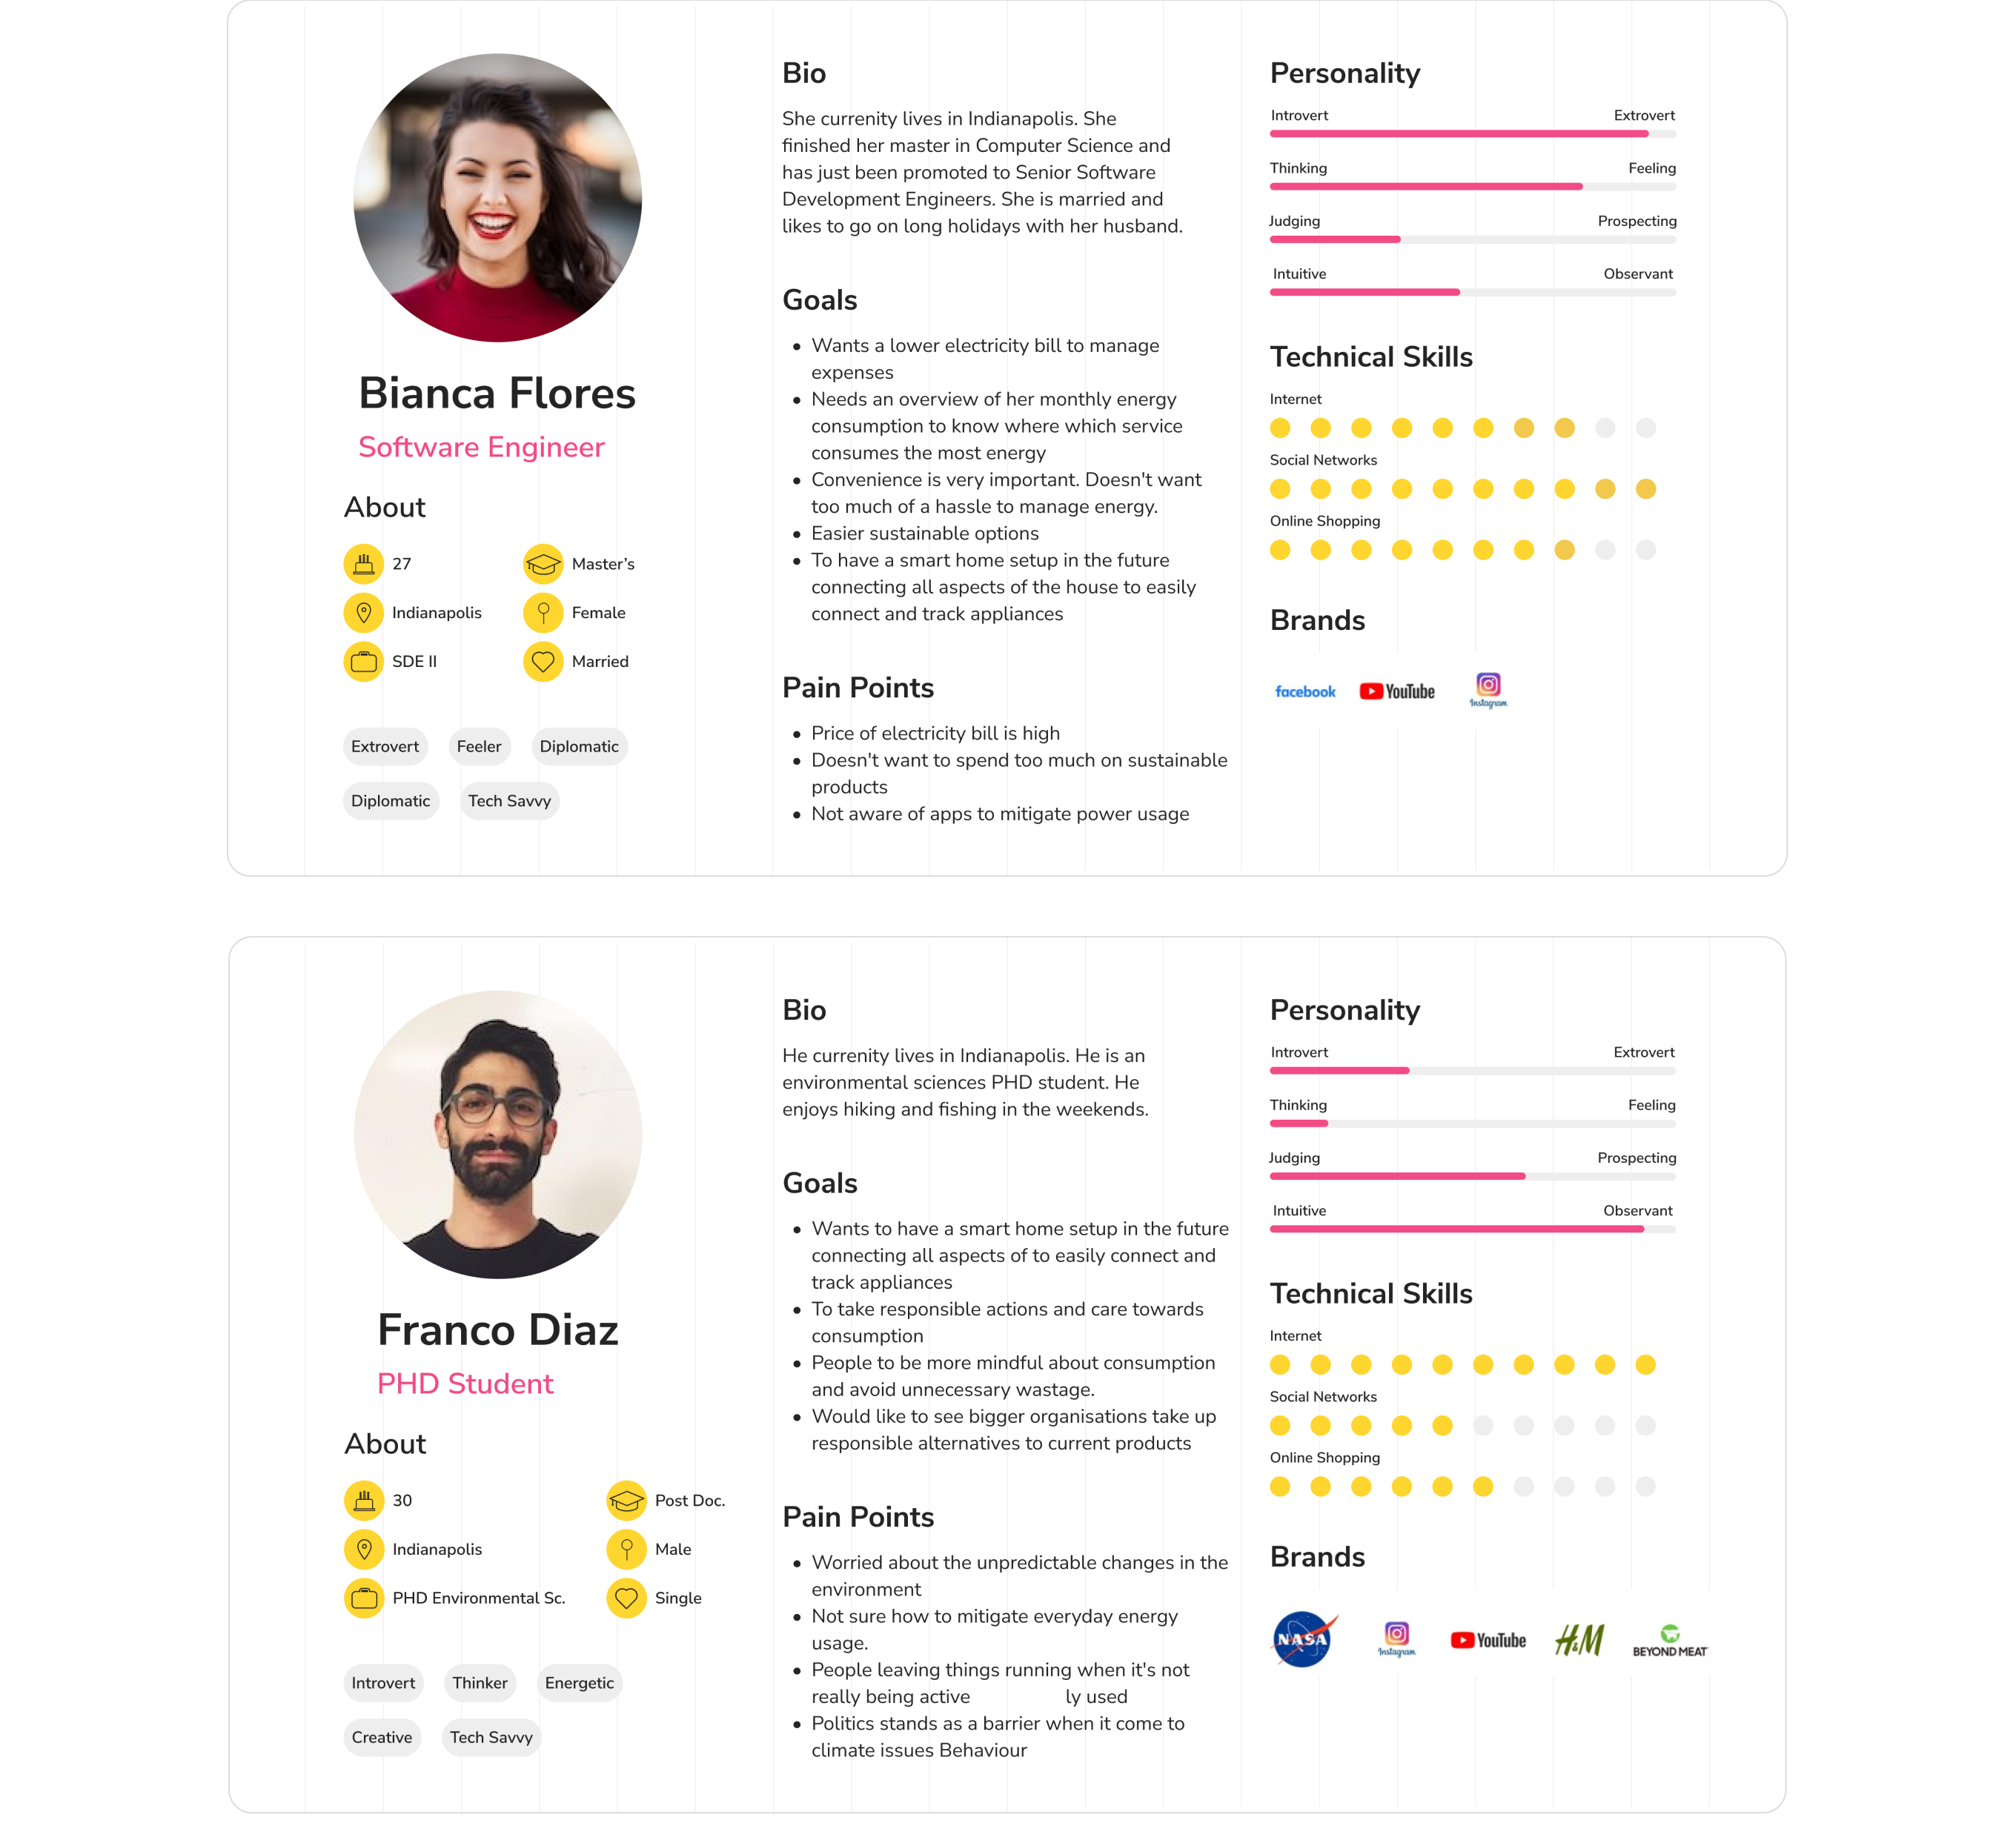 Bianca Flores
Software Engineer
About
27
Master’s
Indianapolis
Female
SDE II
Married
Extrovert
Feeler
Diplomatic
Diplomatic
Tech Savvy
Bio
She currenity lives in Indianapolis. She
finished her master in Computer Science and
has just been promoted to Senior Software
Development Engineers. She is married and
likes to go on long holidays with her husband.
Goals
• Wants a lower electricity bill to manage
expenses
• Needs an overview of her monthly energy
consumption to know where which service
consumes the most energy
• Convenience is very important. Doesn't want
too much of a hassle to manage energy.
• Easier sustainable options
• To have a smart home setup in the future
connecting all aspects of the house to easily
connect and track appliances
Pain Points
• Price of electricity bill is high
• Doesn't want to spend too much on sustainable
products
• Not aware of apps to mitigate power usage
Personality
Introvert Extrovert
Thinking Feeling
Judging Prospecting
Intuitive Observant
Technical Skills
Internet
Social Networks
Online Shopping
Brands
facebook
YouTube
Instagram
Franco Diaz
PHD Student
About
30
Post Doc.
Indianapolis
Male
PHD Environmental Sc.
Single
Introvert
Thinker
Energetic
Creative
Tech Savvy
Bio
He currenity lives in Indianapolis. He is an
environmental sciences PHD student. He
enjoys hiking and fishing in the weekends.
Goals
• Wants to have a smart home setup in the future
connecting all aspects of to easily connect and
track appliances
• To take responsible actions and care towards
consumption
• People to be more mindful about consumption
and avoid unnecessary wastage.
• Would like to see bigger organisations take up
responsible alternatives to current products
Pain Points
• Worried about the unpredictable changes in the
environment
• Not sure how to mitigate everyday energy
usage.
• People leaving things running when it's not
really being active ly used
• Politics stands as a barrier when it come to
climate issues Behaviour
Personality
Introvert Extrovert
Thinking Feeling
Judging Prospecting
Intuitive Observant
Technical Skills
Internet
Social Networks
Online Shopping
Brands
NASA
Instagram
YouTube
H&M
BEYOND MEAT